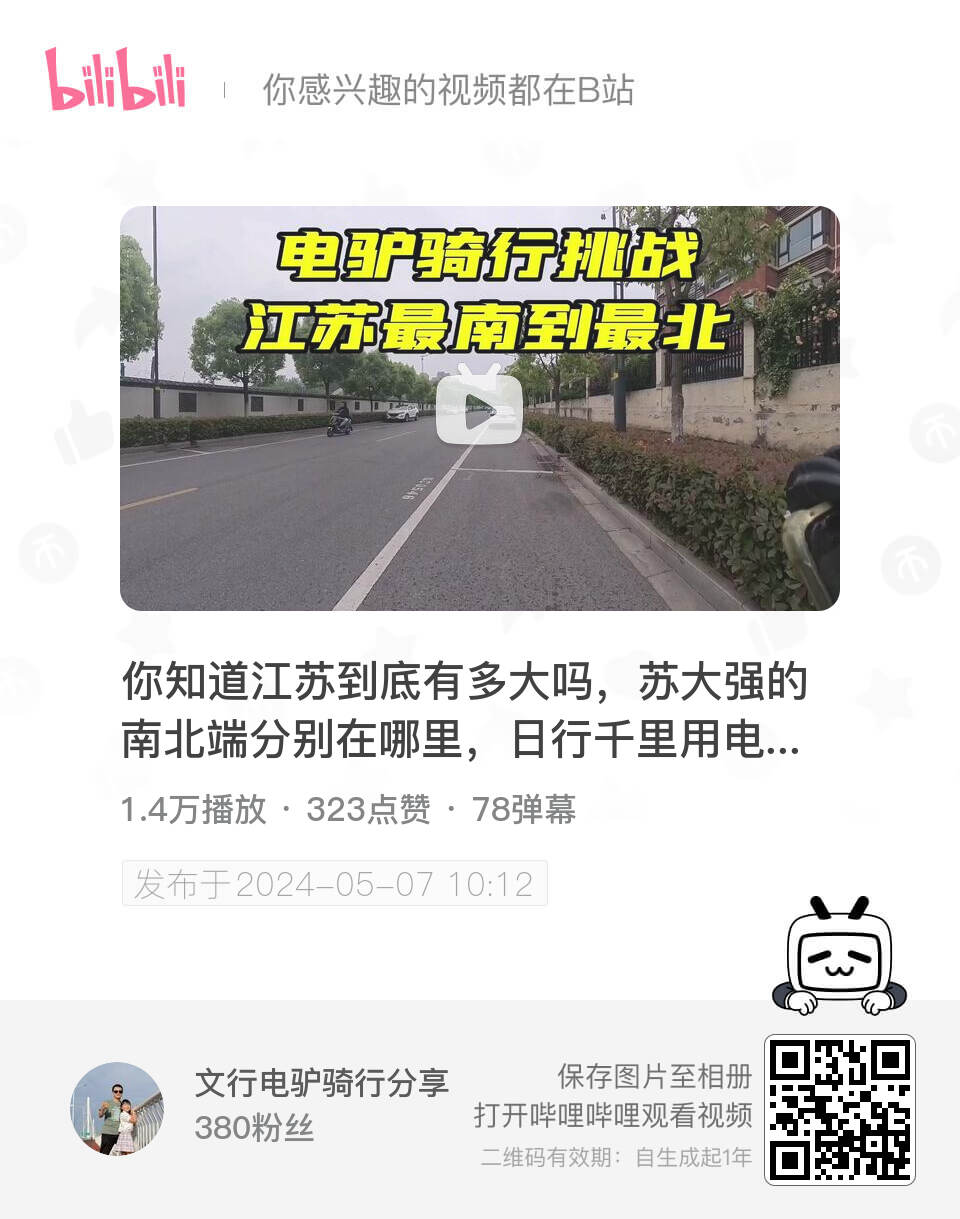 bilibili
你感兴趣的视频都在B站
电驴骑行挑战
江苏最南到最北
你知道江苏到底有多大吗，苏大强的
南北端分别在哪里，日行千里用电...
1.4万播放 · 323点赞 · 78弹幕
发布于2024-05-07 10:12
文行电驴骑行分享
380粉丝
保存图片至相册
打开哔哩哔哩观看视频
二维码有效期：自生成起1年